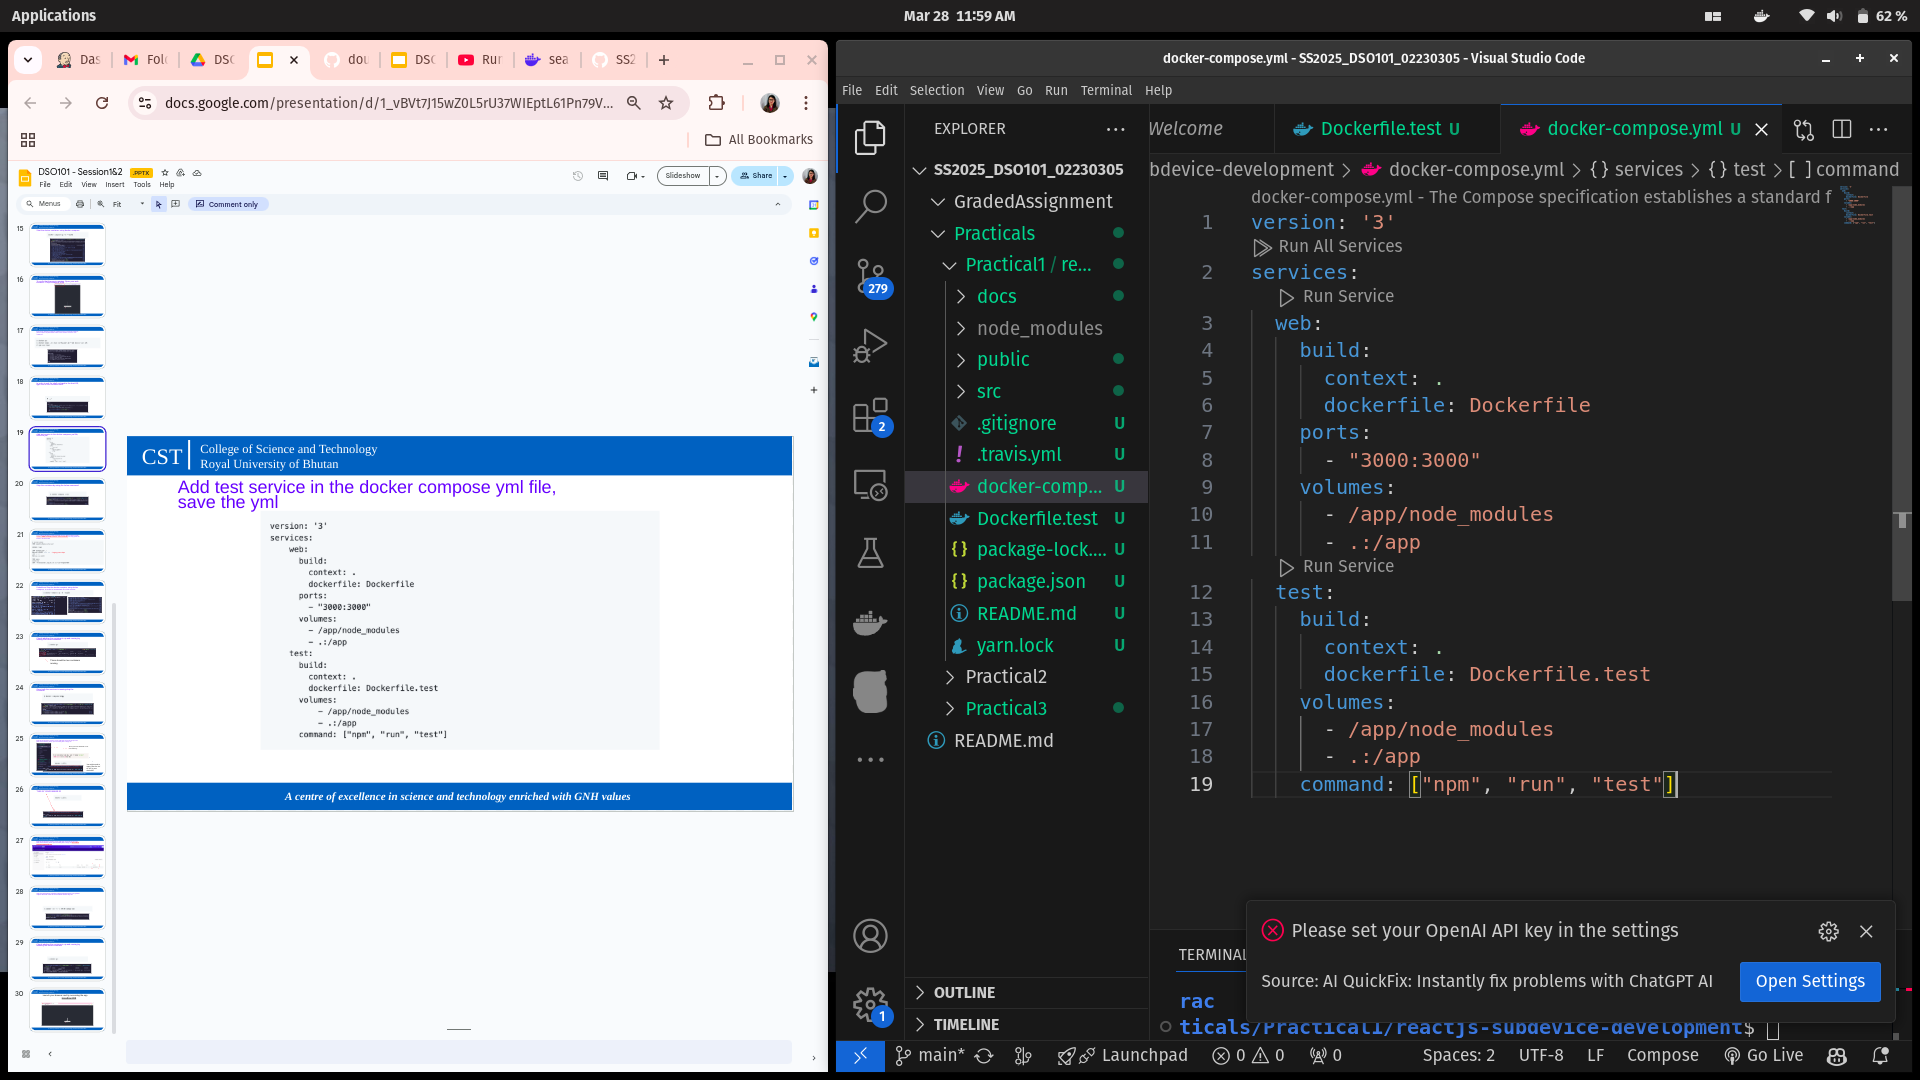 Applications
Mar 28 11:59 AM
62 %
Das
Fol
DSC
dou
DSC
Rur
sea
SS2
docs.google.com/presentation/d/1_vBVt7J15wZ0L5rU37WIEptL61Pn79V...
All Bookmarks
DSO101 - Session1&2 .PPTX
File Edit View Insert Tools Help
Slideshow
Share
Menus
Fit
Comment only
15
16
17
18
19
20
21
22
23
24
25
26
27
28
29
30
CST
College of Science and Technology
Royal University of Bhutan
Add test service in the docker compose yml file,
save the yml
version: '3'
services:
web:
build:
context: .
dockerfile: Dockerfile
ports:
- "3000:3000"
volumes:
- /app/node_modules
- .:/app
test:
build:
context: .
dockerfile: Dockerfile.test
volumes:
- /app/node_modules
- .:/app
command: ["npm", "run", "test"]
A centre of excellence in science and technology enriched with GNH values
docker-compose.yml - SS2025_DSO101_02230305 - Visual Studio Code
File Edit Selection View Go Run Terminal Help
279
2
1
EXPLORER
SS2025_DSO101_02230305
GradedAssignment
Practicals
Practical1 / re...
docs
node_modules
public
src
.gitignore U
.travis.yml U
docker-comp... U
Dockerfile.test U
package-lock.... U
package.json U
README.md U
yarn.lock U
Practical2
Practical3
README.md
OUTLINE
TIMELINE
Welcome
Dockerfile.test U
docker-compose.yml U
bdevice-development > docker-compose.yml > {} services > {} test > [ ] command
docker-compose.yml - The Compose specification establishes a standard f
1 version: '3'
Run All Services
2 services:
Run Service
3 web:
4 build:
5 context: .
6 dockerfile: Dockerfile
7 ports:
8 - "3000:3000"
9 volumes:
10 - /app/node_modules
11 - .:/app
Run Service
12 test:
13 build:
14 context: .
15 dockerfile: Dockerfile.test
16 volumes:
17 - /app/node_modules
18 - .:/app
19 command: ["npm", "run", "test"]
TERMINAL
Please set your OpenAI API key in the settings
Source: AI QuickFix: Instantly fix problems with ChatGPT AI
Open Settings
rac
ticals/Practical1/reactjs-subdevice-development$
main* Launchpad 0 0 0 Spaces: 2 UTF-8 LF Compose Go Live